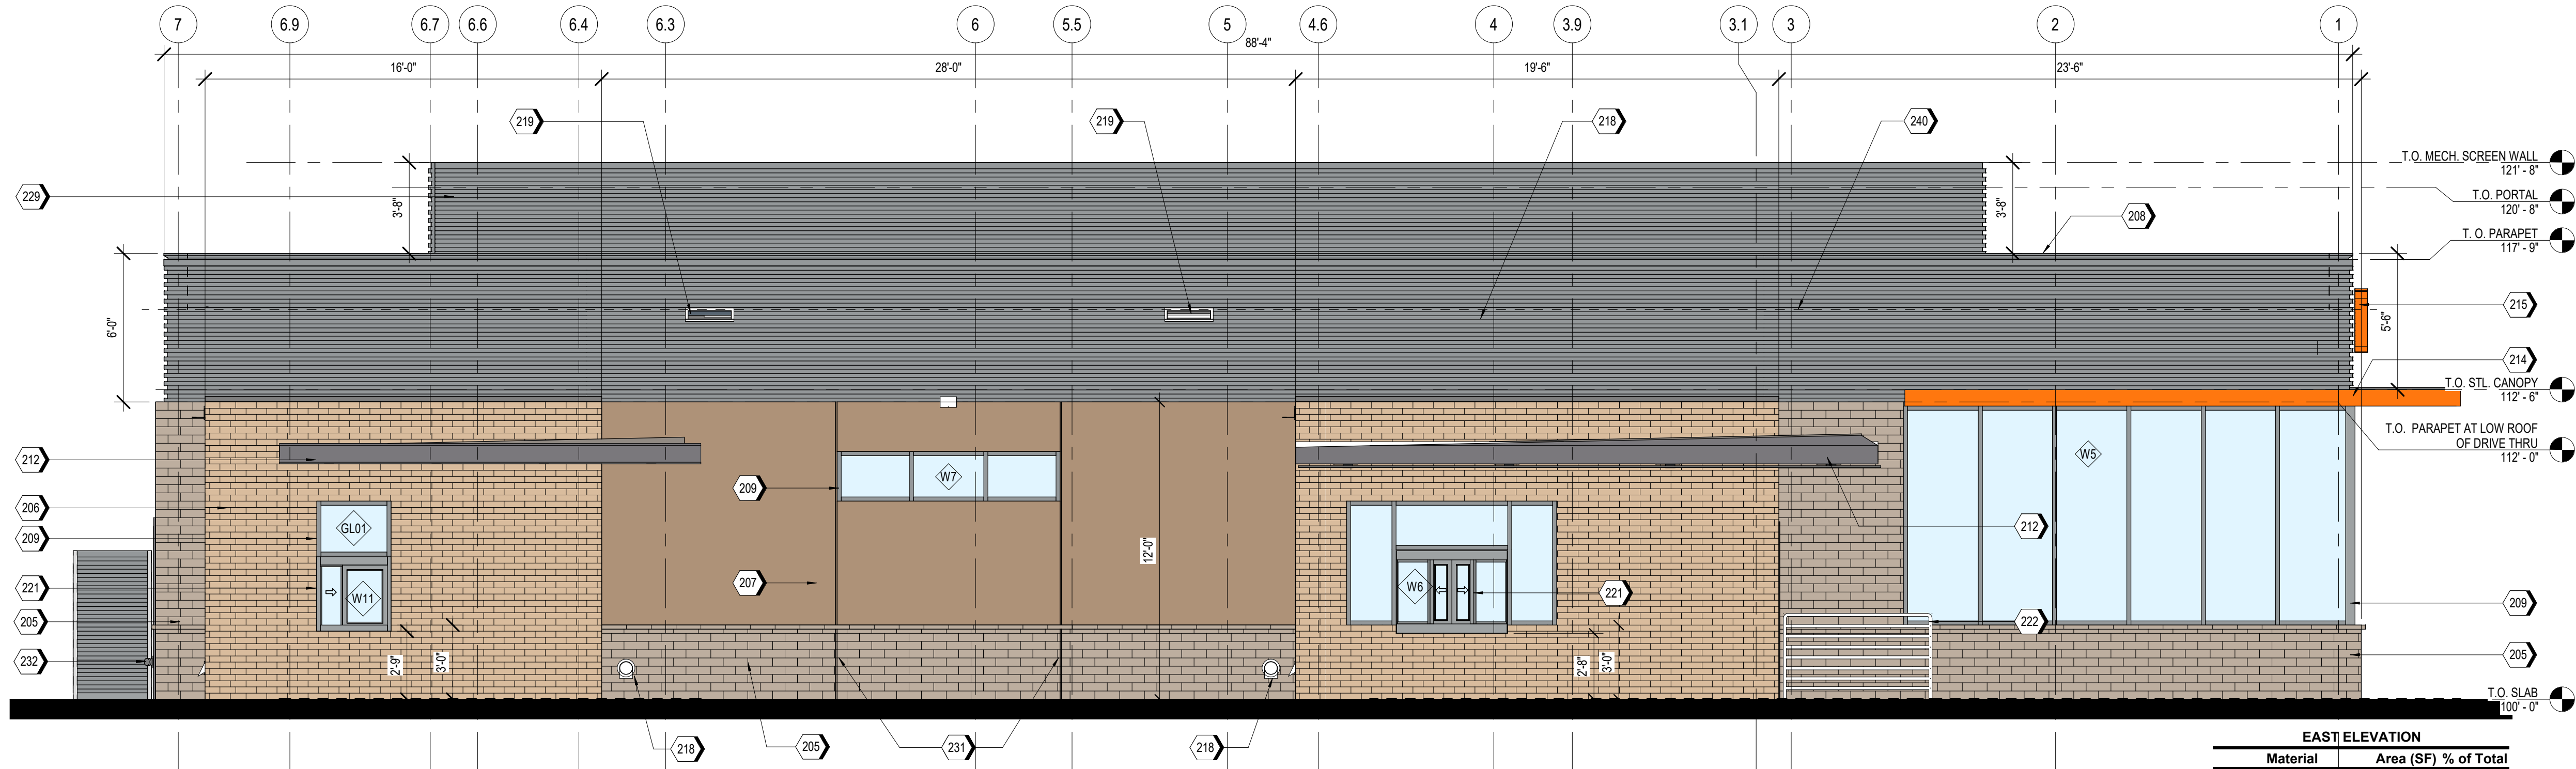 7 6.9 6.7 6.6 6.4 6.3 6 5.5 5 4.6 4 3.9 3.1 3 2 1
88'-4"
16'-0" 28'-0" 19'-6" 23'-6"
219 219 218 240
T.O. MECH. SCREEN WALL
121' - 8"
229
3'-8"
3'-8"
T.O. PORTAL
120' - 8"
208
T. O. PARAPET
117' - 9"
6'-0"
215
5'-6"
214
T.O. STL. CANOPY
112' - 6"
T.O. PARAPET AT LOW ROOF
OF DRIVE THRU
112' - 0"
212
W5
W7
209
206
GL01
212
209
12'-0"
207
221
W11
W6
221
209
205
222
232
2'-9"
3'-0"
2'-8"
3'-0"
205
T.O. SLAB
100' - 0"
218 205 231 218
EAST ELEVATION
Material Area (SF) % of Total